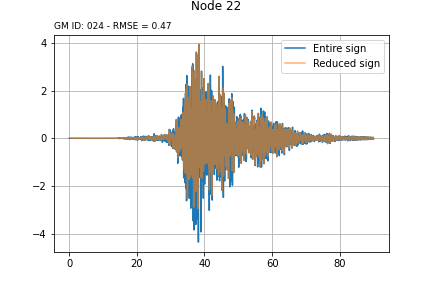 Node 22
GM ID: 024 - RMSE = 0.47
Entire sign
Reduced sign
4
2
0
−2
−4
0 20 40 60 80